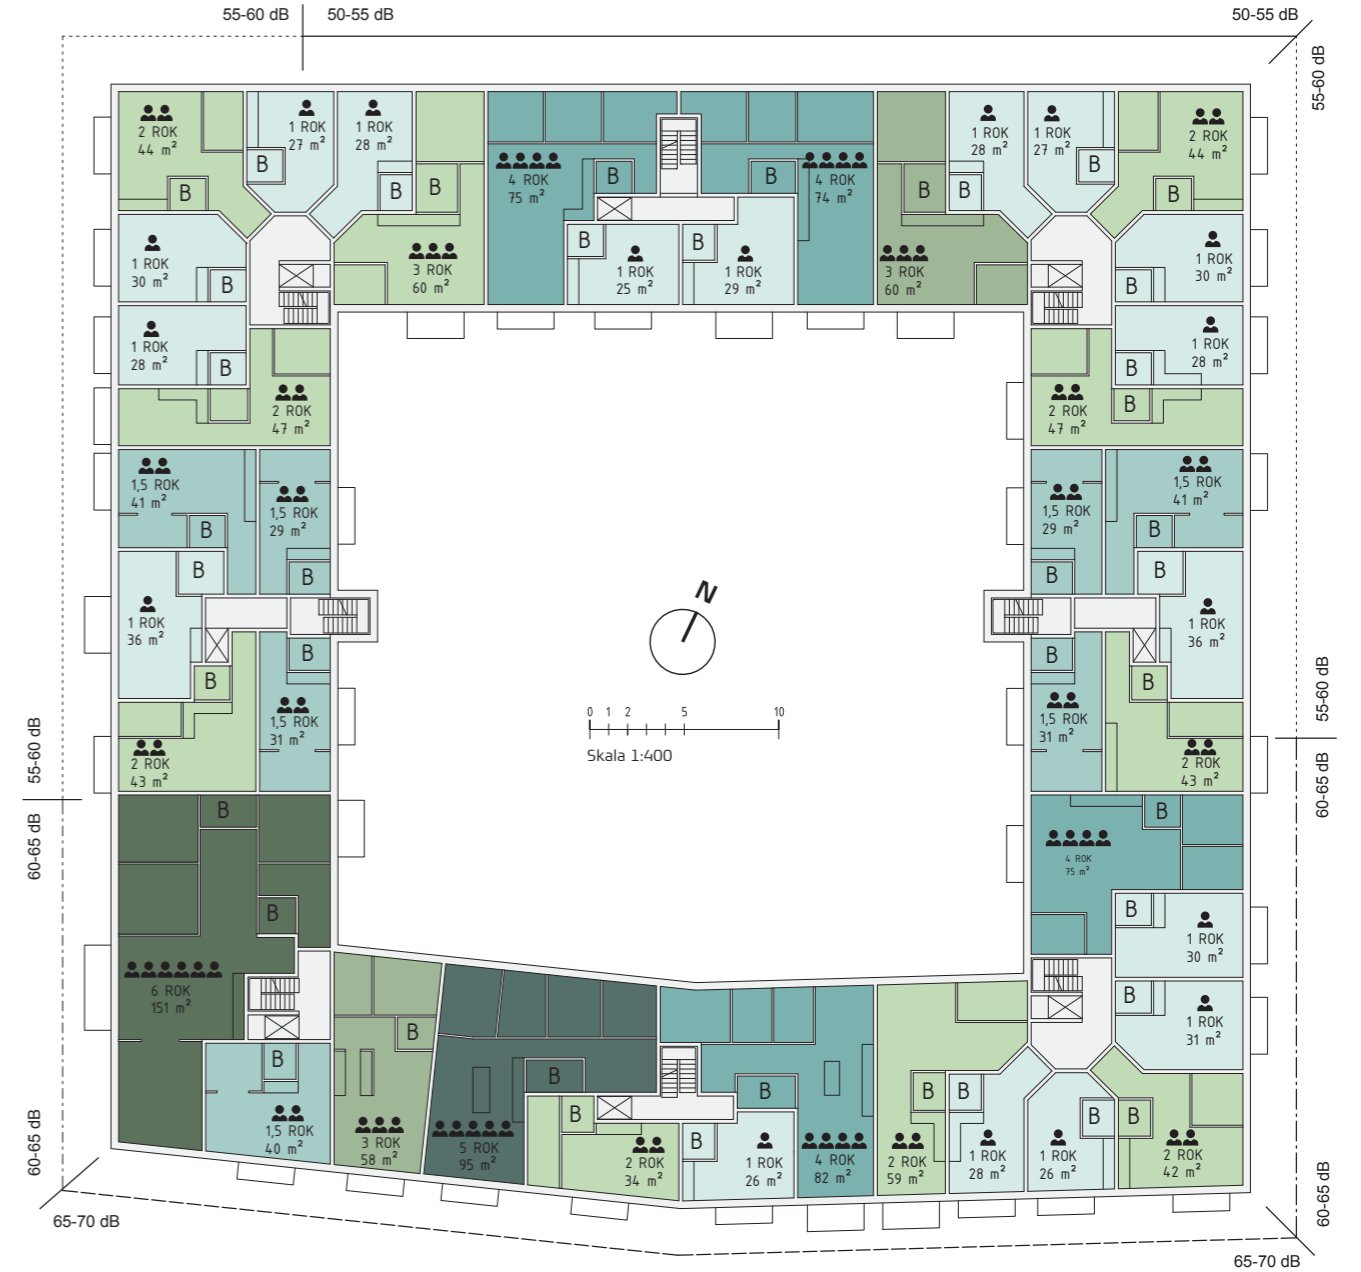 55-60 dB
50-55 dB
50-55 dB
55-60 dB
2 ROK
44 m²
B
1 ROK
27 m²
B
1 ROK
28 m²
B
B
3 ROK
60 m²
4 ROK
75 m²
B
B
1 ROK
25 m²
B
1 ROK
29 m²
B
4 ROK
74 m²
B
3 ROK
60 m²
B
1 ROK
28 m²
1 ROK
27 m²
B
2 ROK
44 m²
B
1 ROK
30 m²
B
1 ROK
30 m²
B
1 ROK
28 m²
B
1 ROK
28 m²
B
2 ROK
47 m²
2 ROK
47 m²
B
1,5 ROK
41 m²
B
1,5 ROK
29 m²
B
1,5 ROK
29 m²
B
1,5 ROK
41 m²
B
1 ROK
36 m²
B
1 ROK
36 m²
B
N
0 1 2 5 10
Skala 1:400
B
1,5 ROK
31 m²
B
2 ROK
43 m²
B
1,5 ROK
31 m²
B
2 ROK
43 m²
55-60 dB
60-65 dB
55-60 dB
60-65 dB
B
B
6 ROK
151 m²
4 ROK
75 m²
B
B
1 ROK
30 m²
B
1 ROK
31 m²
B
1,5 ROK
40 m²
B
3 ROK
58 m²
B
5 ROK
95 m²
B
2 ROK
34 m²
B
1 ROK
26 m²
B
4 ROK
82 m²
B
2 ROK
59 m²
B
1 ROK
28 m²
1 ROK
26 m²
B
B
2 ROK
42 m²
60-65 dB
65-70 dB
60-65 dB
65-70 dB